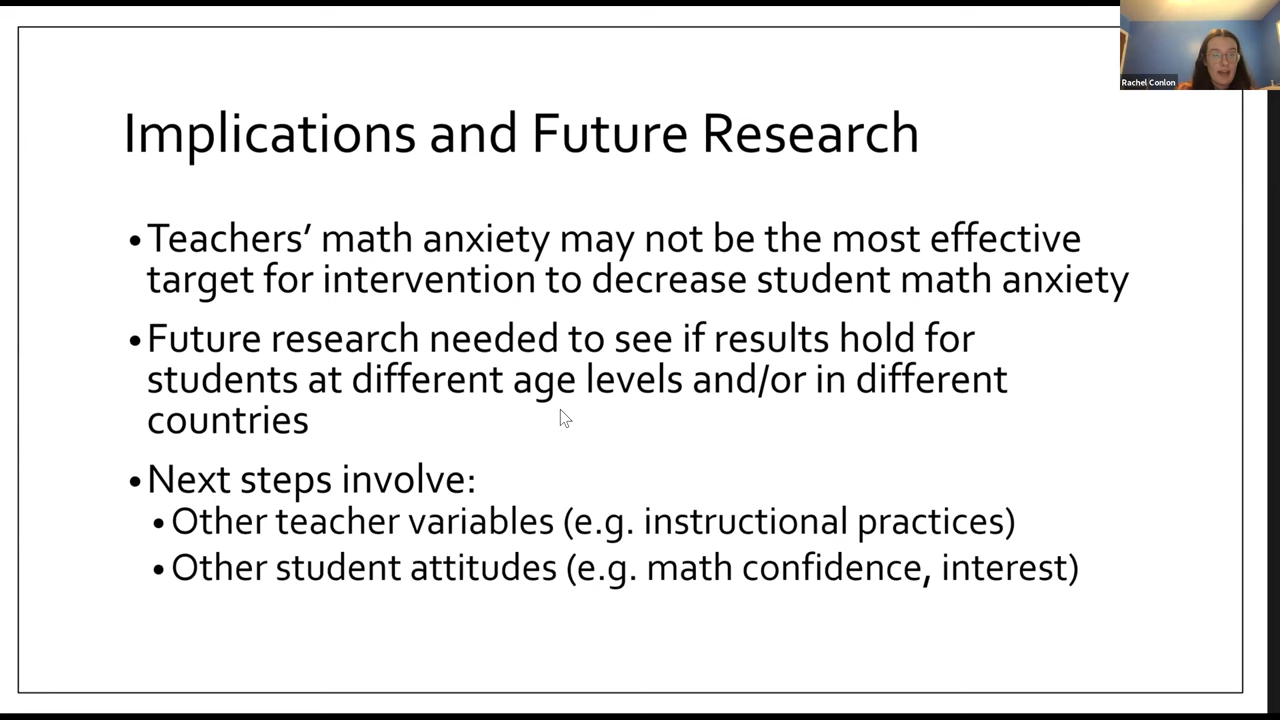 Rachel Conlon
Implications and Future Research
•Teachers’ math anxiety may not be the most effective
target for intervention to decrease student math anxiety
•Future research needed to see if results hold for
students at different age levels and/or in different
countries
•Next steps involve:
•Other teacher variables (e.g. instructional practices)
•Other student attitudes (e.g. math confidence, interest)